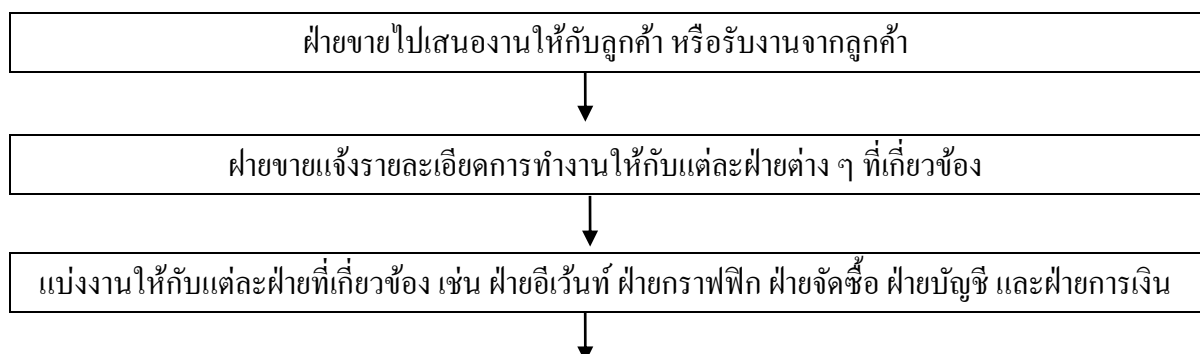 ฝ่ายขายไปเสนองานให้กับลูกค้า หรือรับงานจากลูกค้า
ฝายขายแจ้งรายละเอียดการทำงานให้กับแต่ละฝ่ายต่าง ๆ ที่เกี่ยวข้อง
แบ่งงานให้กับแต่ละฝ่ายที่เกี่ยวข้อง เช่น ฝ่ายอีเว้นท์ ฝ่ายกราฟฟิก ฝ่ายจัดซื้อ ฝ่ายบัญชี และฝ่ายการเงิน